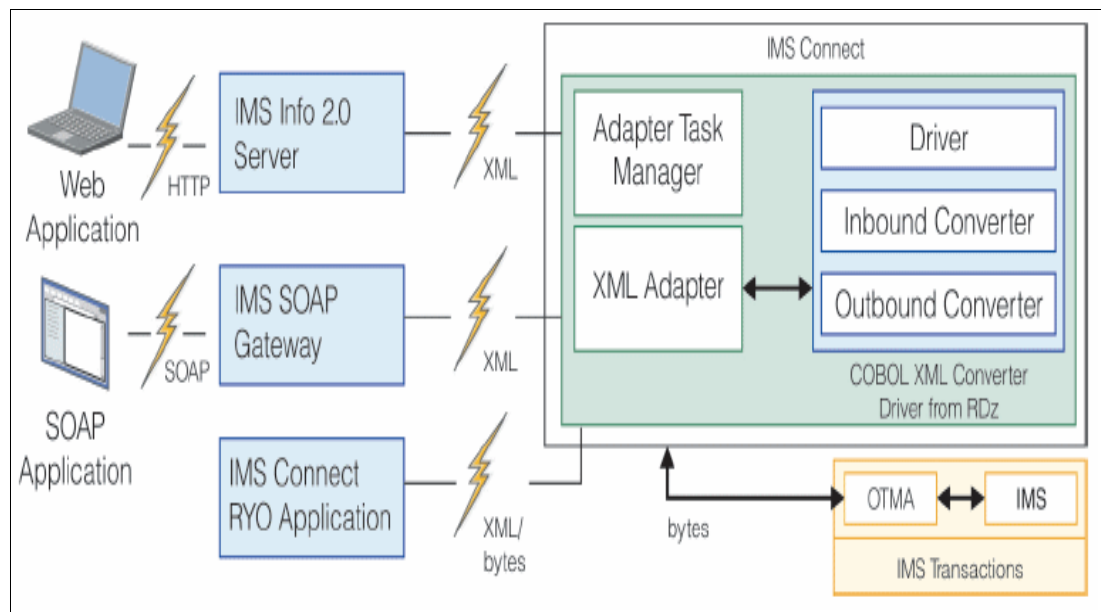 Web
Application
HTTP
IMS Info 2.0
Server
XML
SOAP
Application
SOAP
IMS SOAP
Gateway
XML
IMS Connect
RYO Application
XML/
bytes
IMS Connect
Adapter Task
Manager
XML Adapter
Driver
Inbound Converter
Outbound Converter
COBOL XML Converter
Driver from RDz
bytes
OTMA
IMS
IMS Transactions